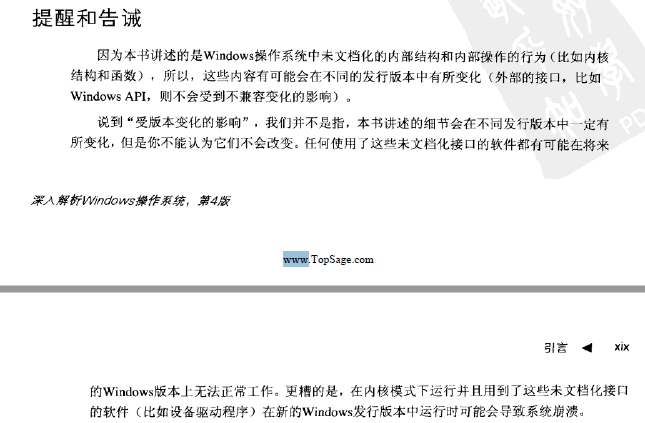 提醒和告诫
因为本书讲述的是Windows操作系统中未文档化的内部结构和内部操作的行为（比如内核
结构和函数），所以，这些内容有可能会在不同的发行版本中有所变化（外部的接口，比如
Windows API，则不会受到不兼容变化的影响）。
说到“受版本变化的影响”，我们并不是指，本书讲述的细节会在不同发行版本中一定有
所变化，但是你不能认为它们不会改变。任何使用了这些未文档化接口的软件都有可能在将来
深入解析Windows操作系统，第4版
www.TopSage.com
引言 ◀ xix
的Windows版本上无法正常工作。更糟的是，在内核模式下运行并且用到了这些未文档化接口
的软件（比如设备驱动程序）在新的Windows发行版本中运行时可能会导致系统崩溃。